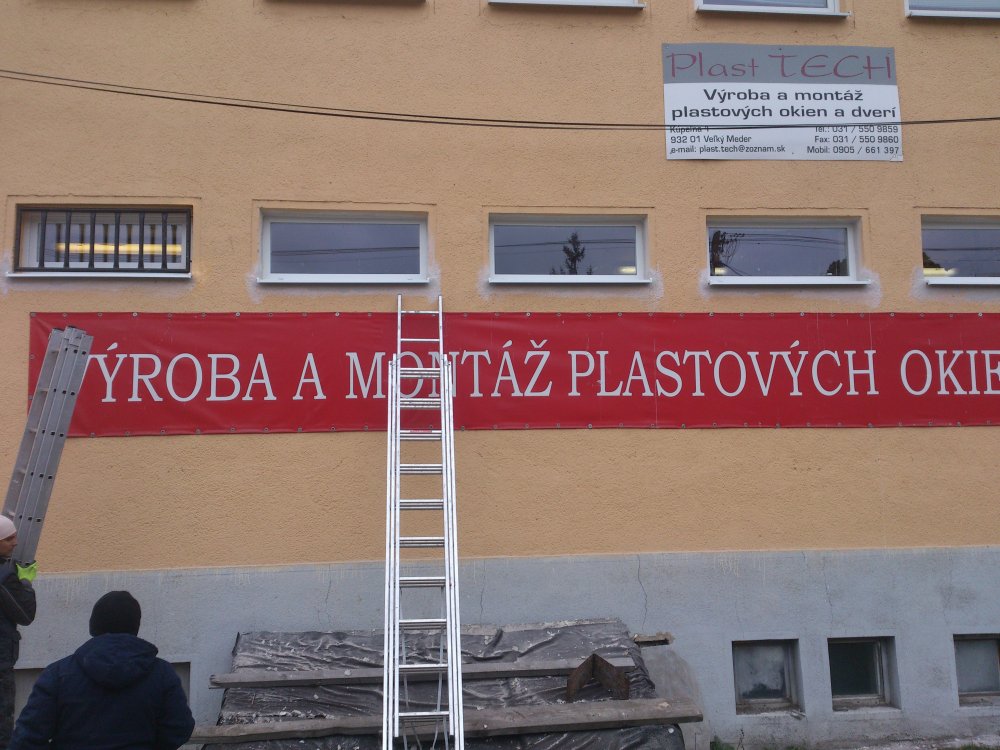 Plast TECH
Výroba a montáž
plastových okien a dverí
Kúpelná 1 Tel.: 031 / 550 9859
932 01 Veľký Meder Fax: 031 / 550 9860
e-mail: plast.tech@zoznam.sk Mobil: 0905 / 661 397
VÝROBA A MONTÁŽ PLASTOVÝCH OKIE